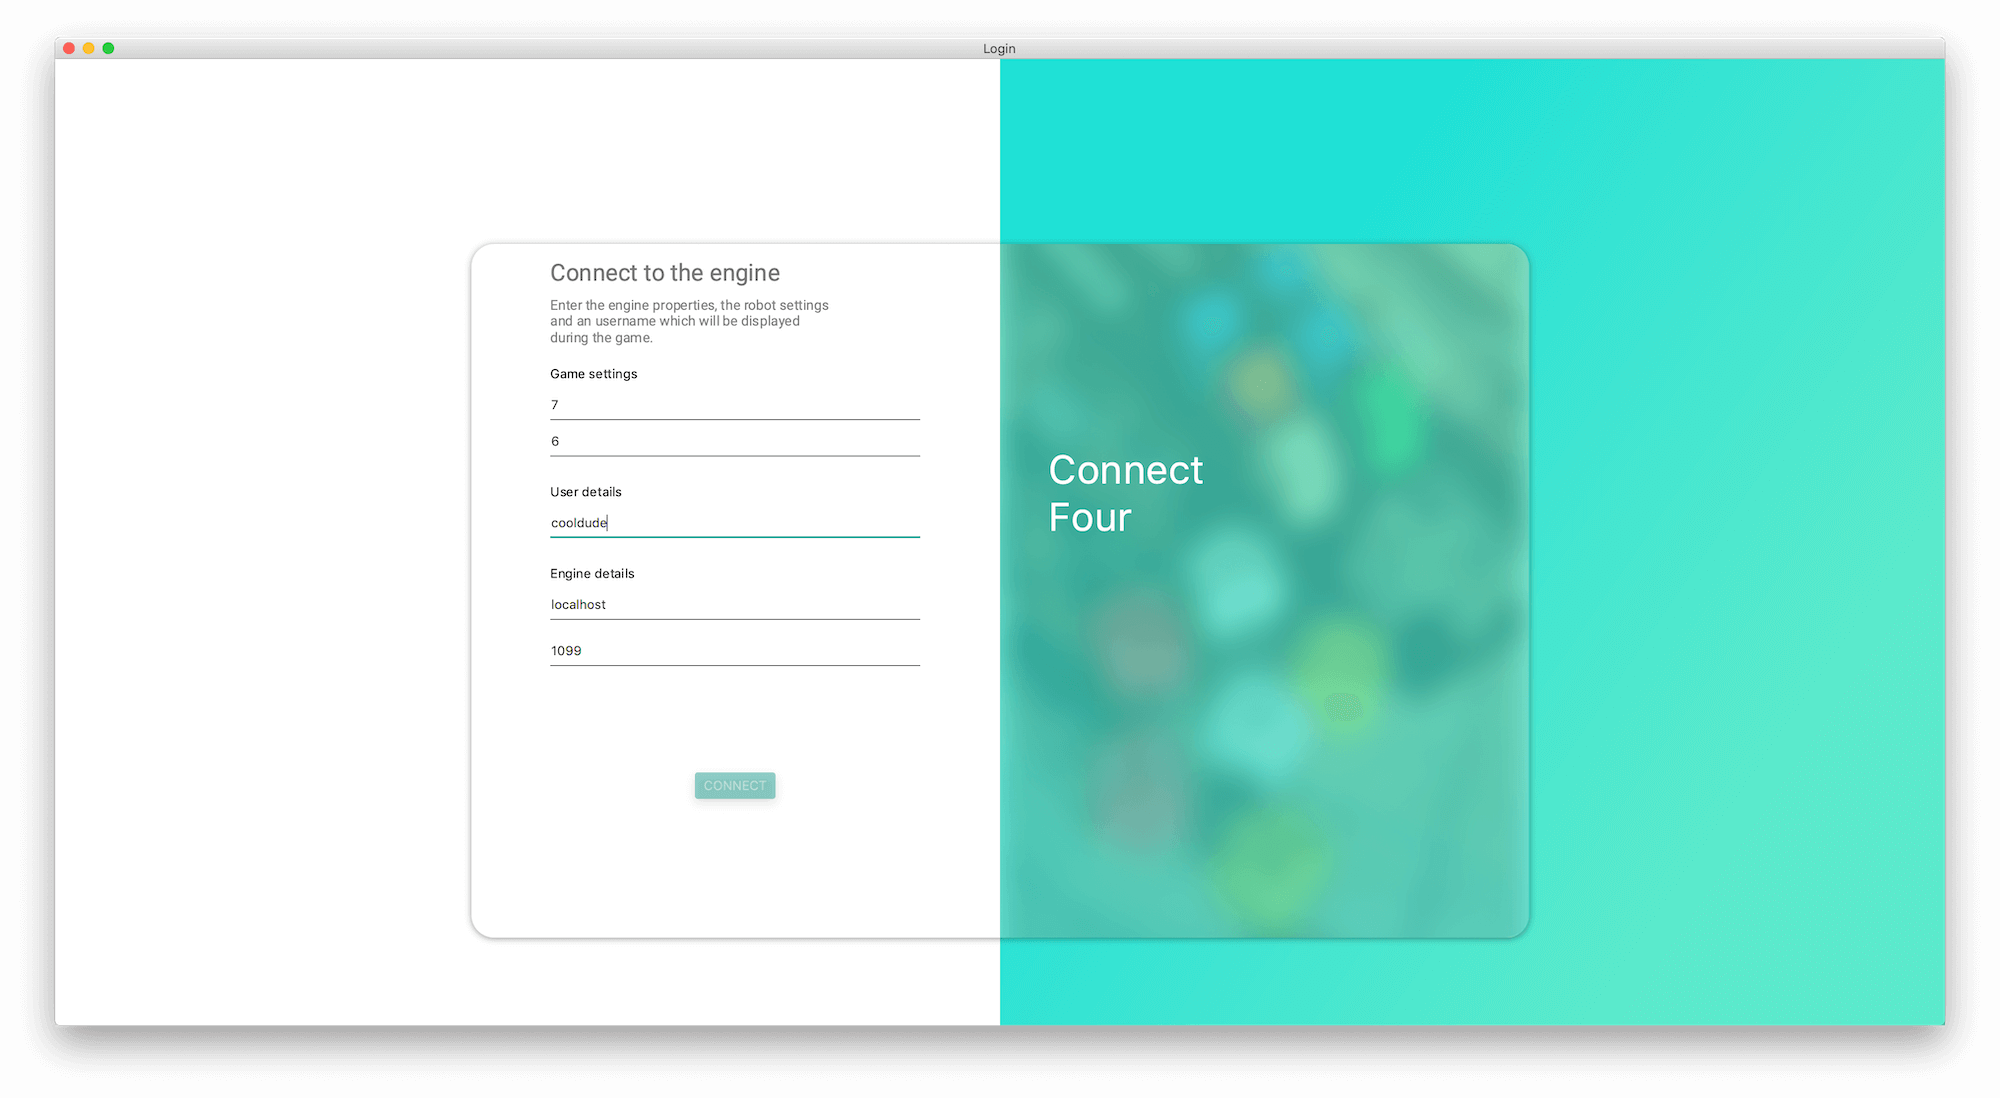 Login
Connect to the engine
Enter the engine properties, the robot settings
and an username which will be displayed
during the game.
Game settings
7
6
User details
cooldude
Engine details
localhost
1099
CONNECT
Connect
Four